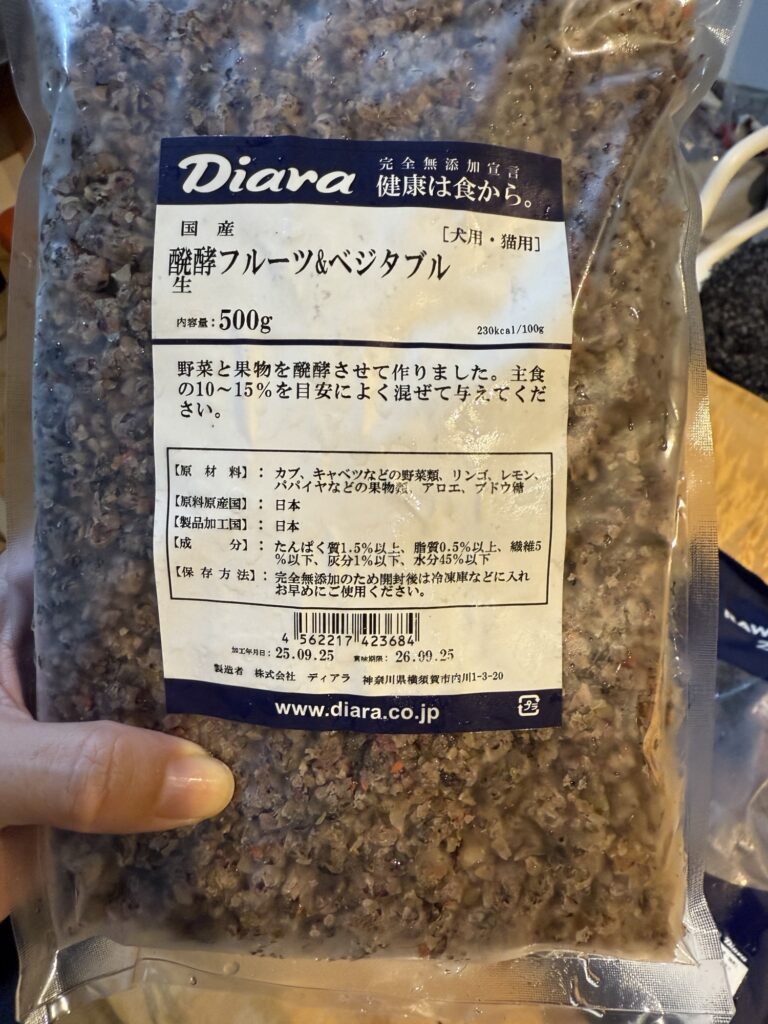 Diara 完全無添加宣言
健康は食から。
国産 [犬用・猫用]
醗酵フルーツ&ベジタブル
生
内容量：500g 230kcal/100g
野菜と果物を醗酵させて作りました。主食
の10～15%を目安によく混ぜて与えてくだ
さい。
【原材料】：カブ、キャベツなどの野菜類、リンゴ、レモン、
パパイヤなどの果物類、アロエ、ブドウ糖
【原料原産国】：日本
【製品加工国】：日本
【成分】：たんぱく質1.5%以上、脂質0.5%以上、繊維5
%以下、灰分1%以下、水分45%以下
【保存方法】：完全無添加のため開封後は冷凍庫などに入れ
お早めにご使用ください。
4 562217 423684
加工年月日：25.09.25 賞味期限：26.09.25
製造者 株式会社 ディアラ 神奈川県横須賀市内川1-3-20
www.diara.co.jp プラ
RAW
Diara